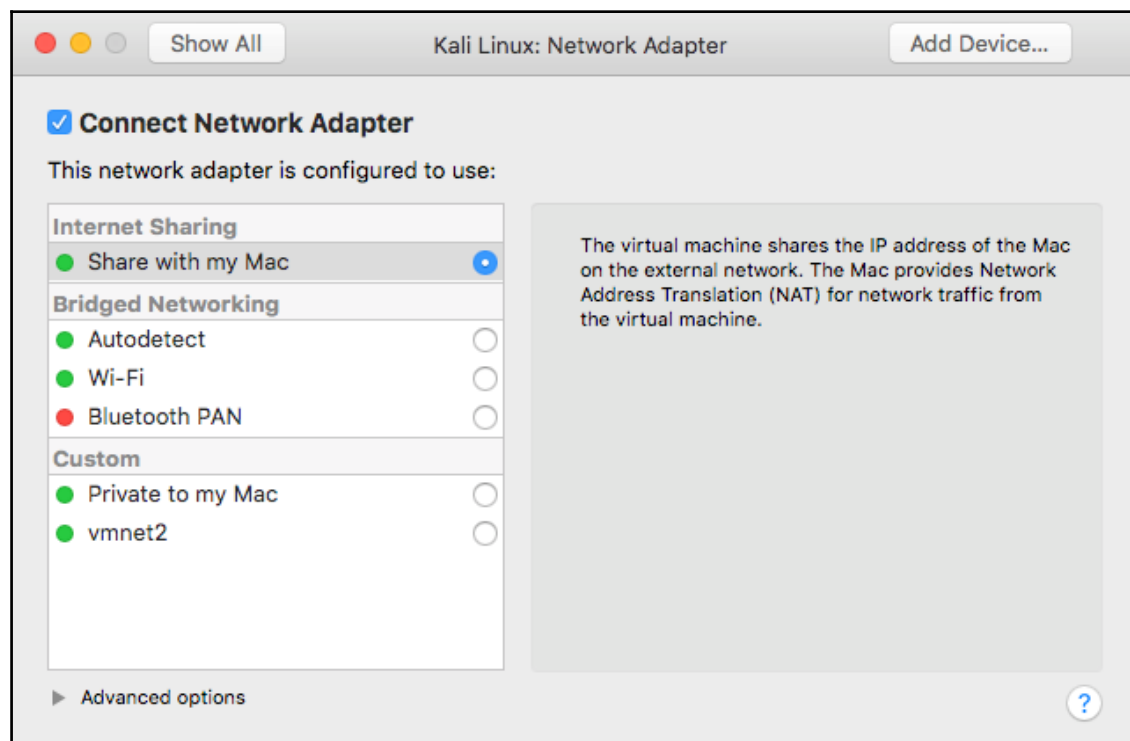 Show All
Kali Linux: Network Adapter
Add Device...
Connect Network Adapter
This network adapter is configured to use:
Internet Sharing
Share with my Mac
Bridged Networking
Autodetect
Wi-Fi
Bluetooth PAN
Custom
Private to my Mac
vmnet2
The virtual machine shares the IP address of the Mac
on the external network. The Mac provides Network
Address Translation (NAT) for network traffic from
the virtual machine.
Advanced options
?